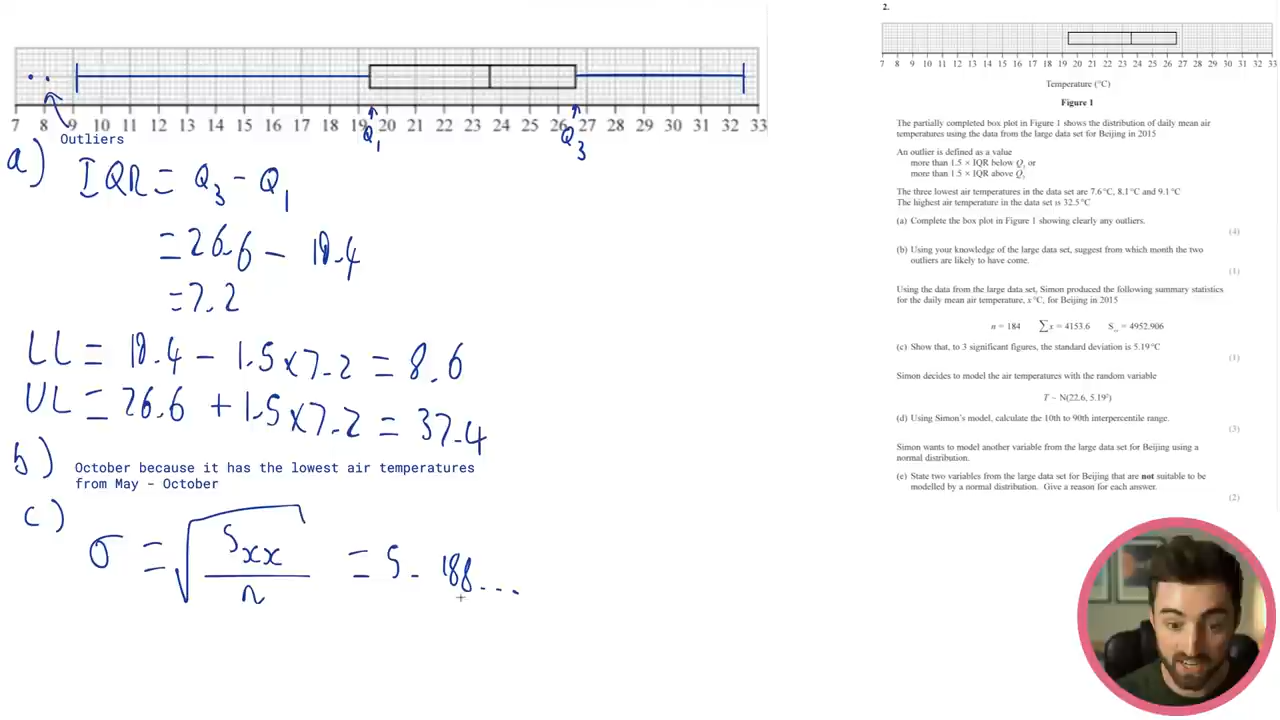 7 8 9 10 11 12 13 14 15 16 17 18 19 20 21 22 23 24 25 26 27 28 29 30 31 32 33
Q1
Q3
Outliers
a) IQR = Q3 - Q1
= 26.6 - 19.4
= 7.2
LL = 19.4 - 1.5 × 7.2 = 8.6
UL = 26.6 + 1.5 × 7.2 = 37.4
b) October because it has the lowest air temperatures
from May - October
c) σ = √(Sxx/n) = 5.188...
2.
7 8 9 10 11 12 13 14 15 16 17 18 19 20 21 22 23 24 25 26 27 28 29 30 31 32 33
Temperature (°C)
Figure 1
The partially completed box plot in Figure 1 shows the distribution of daily mean air
temperatures using the data from the large data set for Beijing in 2015
An outlier is defined as a value
more than 1.5 × IQR below Q1 or
more than 1.5 × IQR above Q3
The three lowest air temperatures in the data set are 7.6 °C, 8.1 °C and 9.1 °C
The highest air temperature in the data set is 32.5 °C
(a) Complete the box plot in Figure 1 showing clearly any outliers.
(4)
(b) Using your knowledge of the large data set, suggest from which month the two
outliers are likely to have come.
(1)
Using the data from the large data set, Simon produced the following summary statistics
for the daily mean air temperature, x °C, for Beijing in 2015
n = 184 ∑x = 4153.6 Sxx = 4952.906
(c) Show that, to 3 significant figures, the standard deviation is 5.19 °C
(1)
Simon decides to model the air temperatures with the random variable
T ~ N(22.6, 5.19²)
(d) Using Simon's model, calculate the 10th to 90th interpercentile range.
(3)
Simon wants to model another variable from the large data set for Beijing using a
normal distribution.
(e) State two variables from the large data set for Beijing that are not suitable to be
modelled by a normal distribution. Give a reason for each answer.
(2)